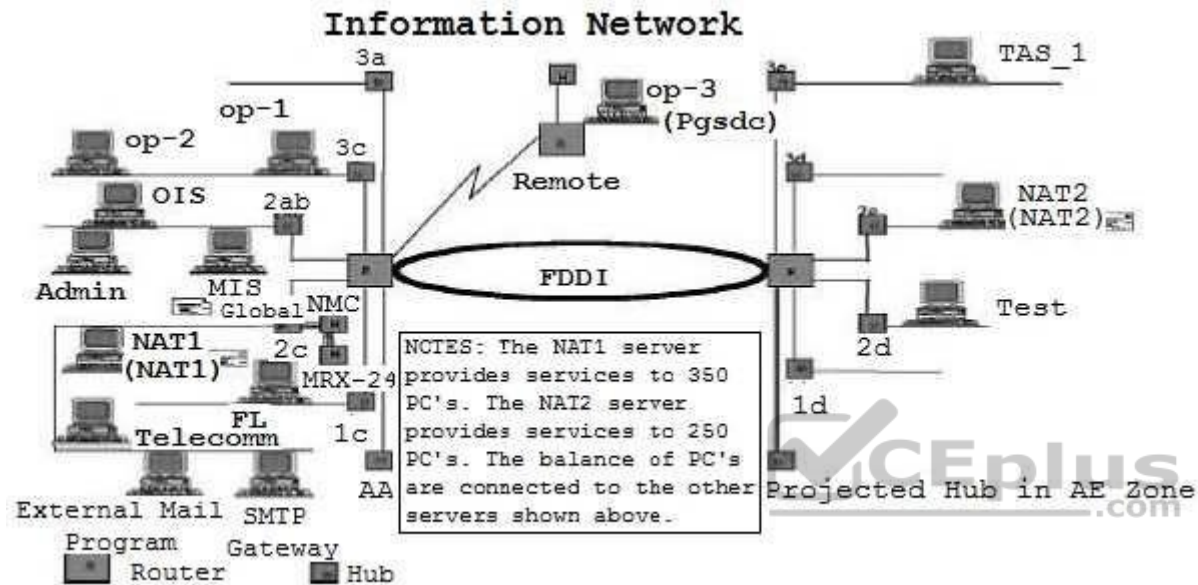 Information Network
3a
TAS_1
op-1
op-3
(Pgsdc)
op-2
3c
3d
Remote
OIS
2ab
NAT2
(NAT2)
Admin
MIS
FDDI
Global
NMC
Test
NAT1
(NAT1)
2c
2d
MRX-24
NOTES: The NAT1 server
provides services to 350
PC's. The NAT2 server
provides services to 250
PC's. The balance of PC's
are connected to the other
servers shown above.
FL
Telecomm
1c
1d
AA
Projected Hub in AE Zone
CEplus
.com
External Mail
Program
SMTP
Gateway
Router
Hub